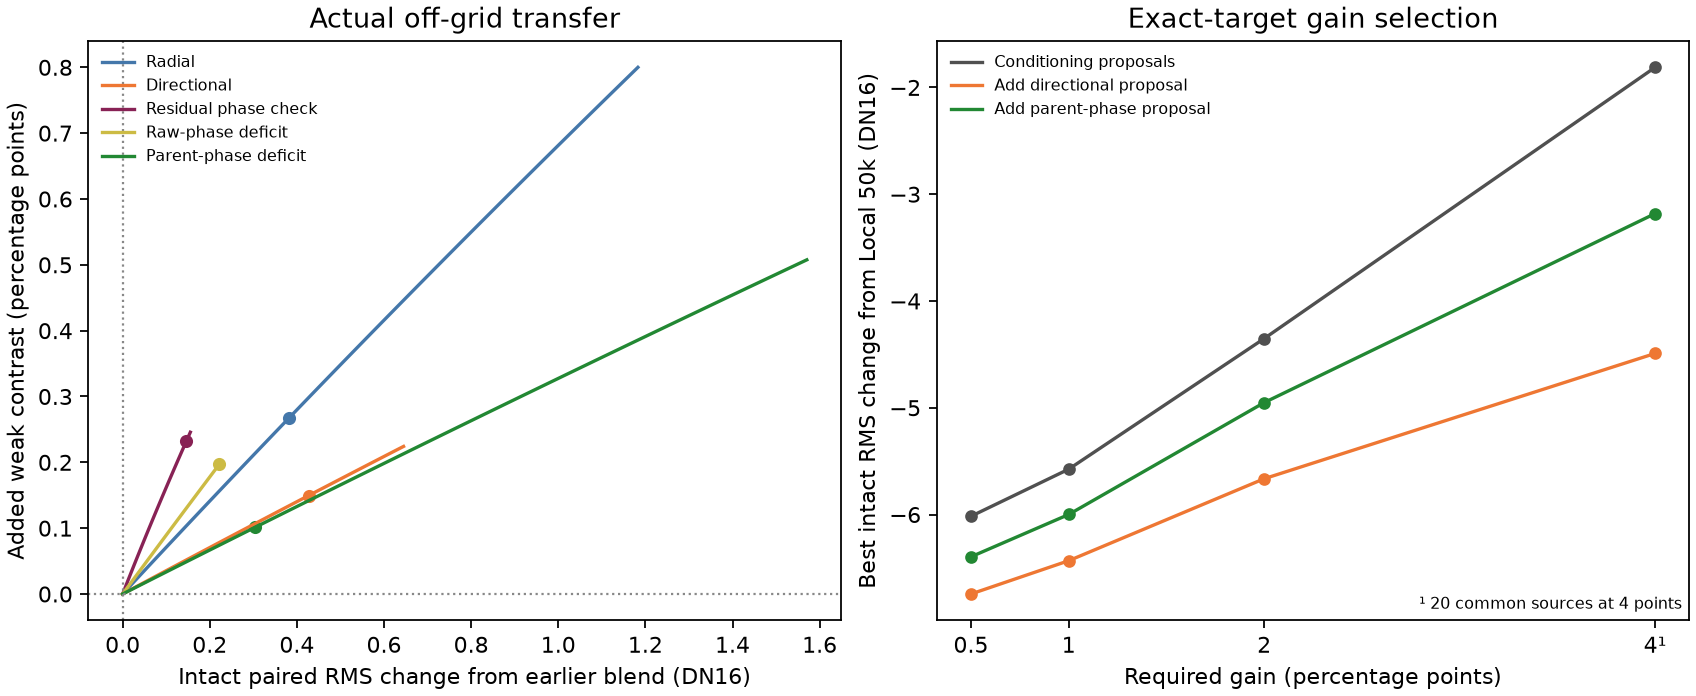 Actual off-grid transfer
Added weak contrast (percentage points)
0.8
0.7
0.6
0.5
0.4
0.3
0.2
0.1
0.0
Radial
Directional
Residual phase check
Raw-phase deficit
Parent-phase deficit
0.0 0.2 0.4 0.6 0.8 1.0 1.2 1.4 1.6
Intact paired RMS change from earlier blend (DN16)
Exact-target gain selection
Best intact RMS change from Local 50k (DN16)
−2
−3
−4
−5
−6
Conditioning proposals
Add directional proposal
Add parent-phase proposal
¹ 20 common sources at 4 points
0.5 1 2 4¹
Required gain (percentage points)